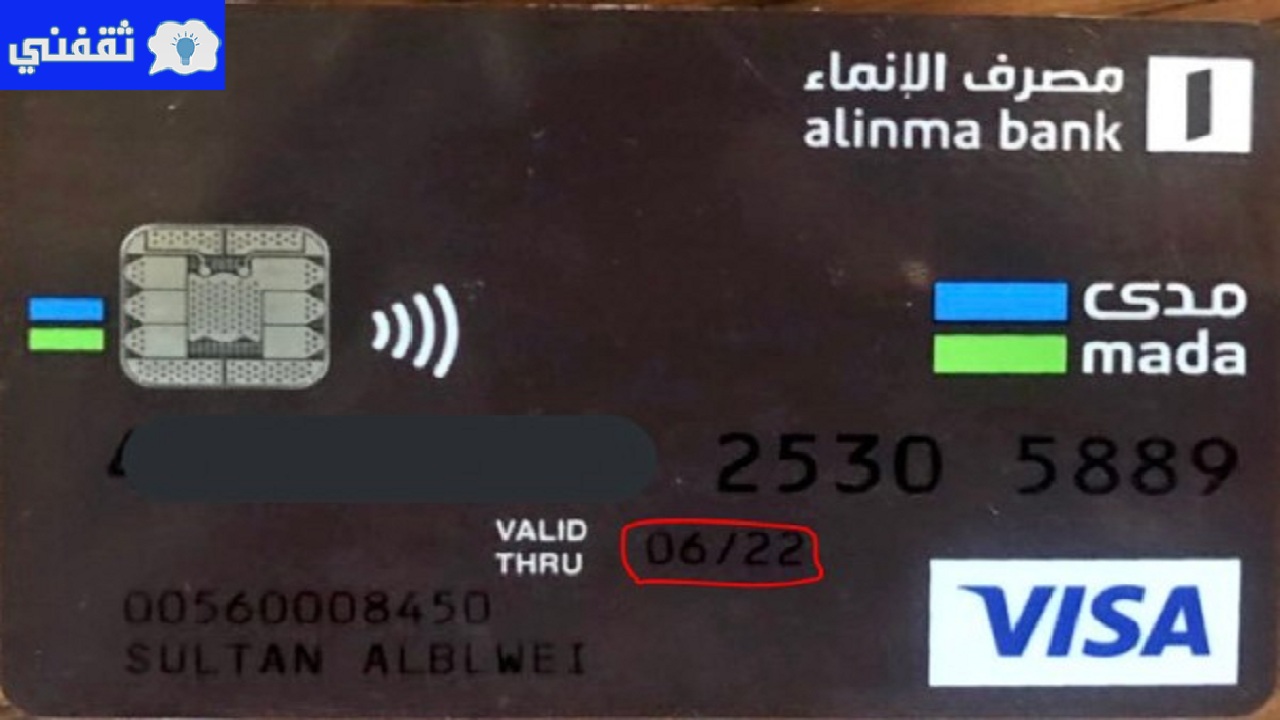 ثقفني
مصرف الإنماء
alinma bank
مدى
mada
2530 5889
VALID
THRU
06/22
00560008450
SULTAN ALBLWEI
VISA